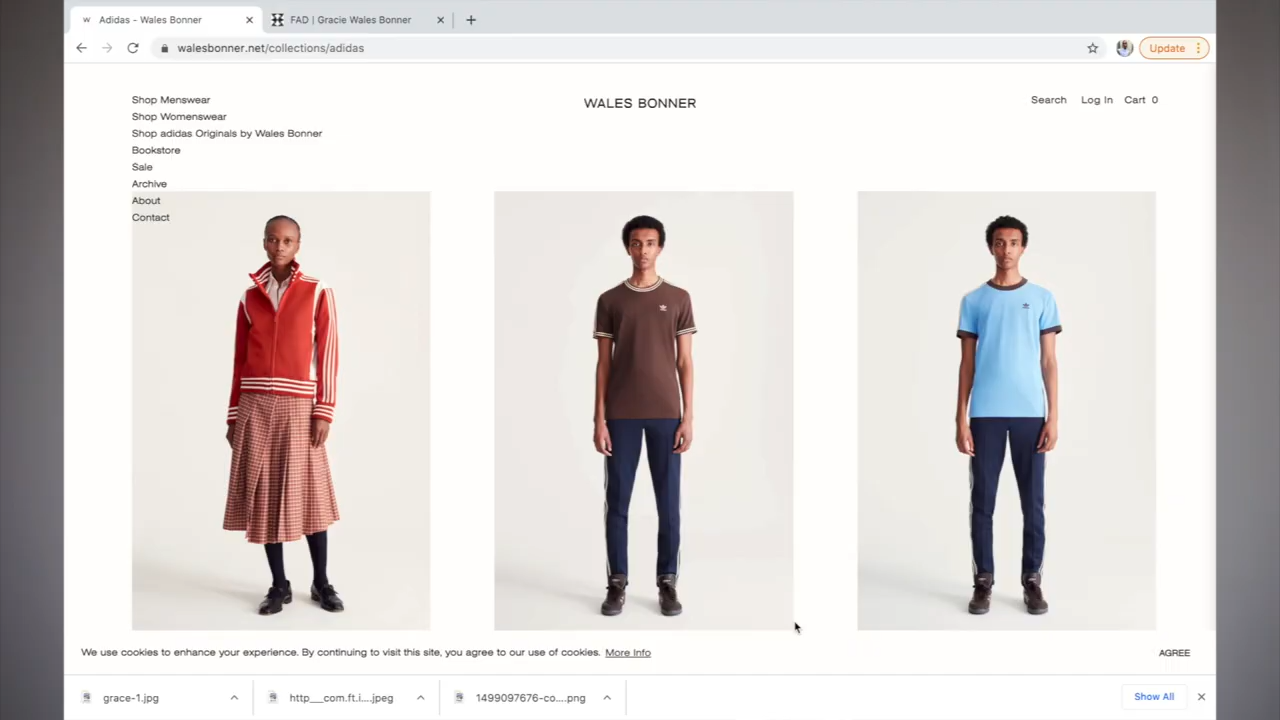 Adidas - Wales Bonner
FAD | Gracie Wales Bonner
walesbonner.net/collections/adidas
Update
Shop Menswear
Shop Womenswear
Shop adidas Originals by Wales Bonner
Bookstore
Sale
Archive
About
Contact
WALES BONNER
Search Log In Cart 0
We use cookies to enhance your experience. By continuing to visit this site, you agree to our use of cookies. More Info
AGREE
grace-1.jpg
http___com.ft.i....jpeg
1499097676-co....png
Show All